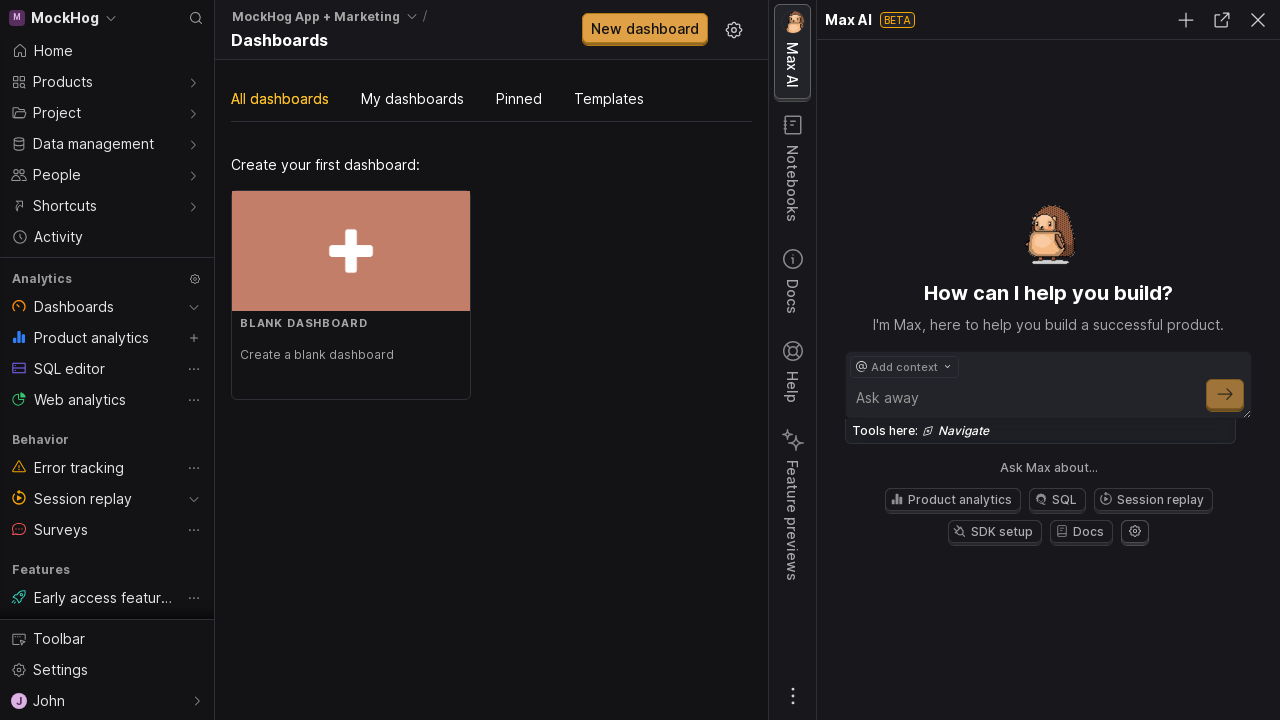 M MockHog
Home
Products
Project
Data management
People
Shortcuts
Activity
Analytics
Dashboards
Product analytics
SQL editor
Web analytics
Behavior
Error tracking
Session replay
Surveys
Features
Early access featur...
Toolbar
Settings
J John
MockHog App + Marketing /
Dashboards
New dashboard
All dashboards
My dashboards
Pinned
Templates
Create your first dashboard:
BLANK DASHBOARD
Create a blank dashboard
Max AI
Notebooks
Docs
Help
Feature previews
Max AI BETA
How can I help you build?
I'm Max, here to help you build a successful product.
@ Add context
Ask away
Tools here: Navigate
Ask Max about...
Product analytics
SQL
Session replay
SDK setup
Docs